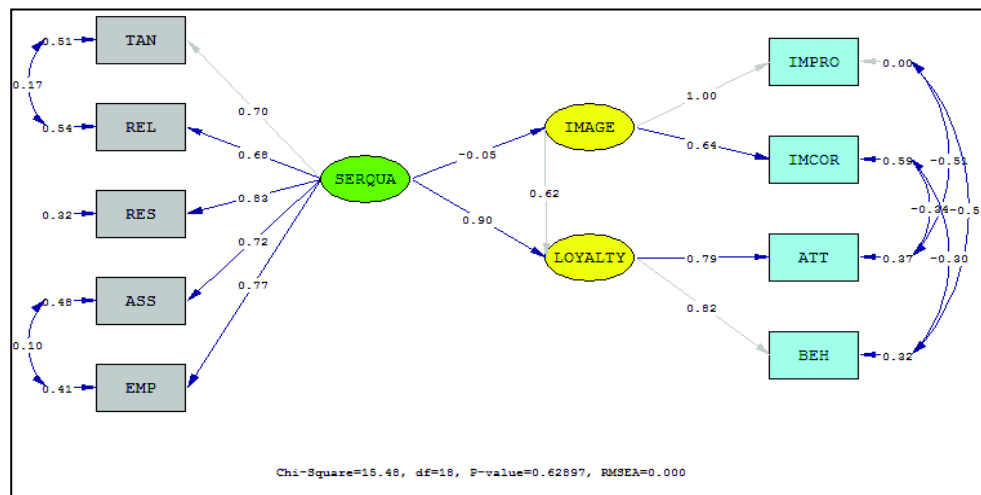 0.51 TAN
0.17
0.54 REL
0.32 RES
0.48 ASS
0.10
0.41 EMP
0.70
0.68
0.83
0.72
0.77
SERQUA
-0.05
0.90
IMAGE
0.62
LOYALTY
1.00
0.64
0.79
0.82
IMPRO 0.00
IMCOR 0.59
ATT 0.37
BEH 0.32
-0.51
-0.34
-0.5
-0.30
Chi-Square=15.48, df=18, P-value=0.62897, RMSEA=0.000